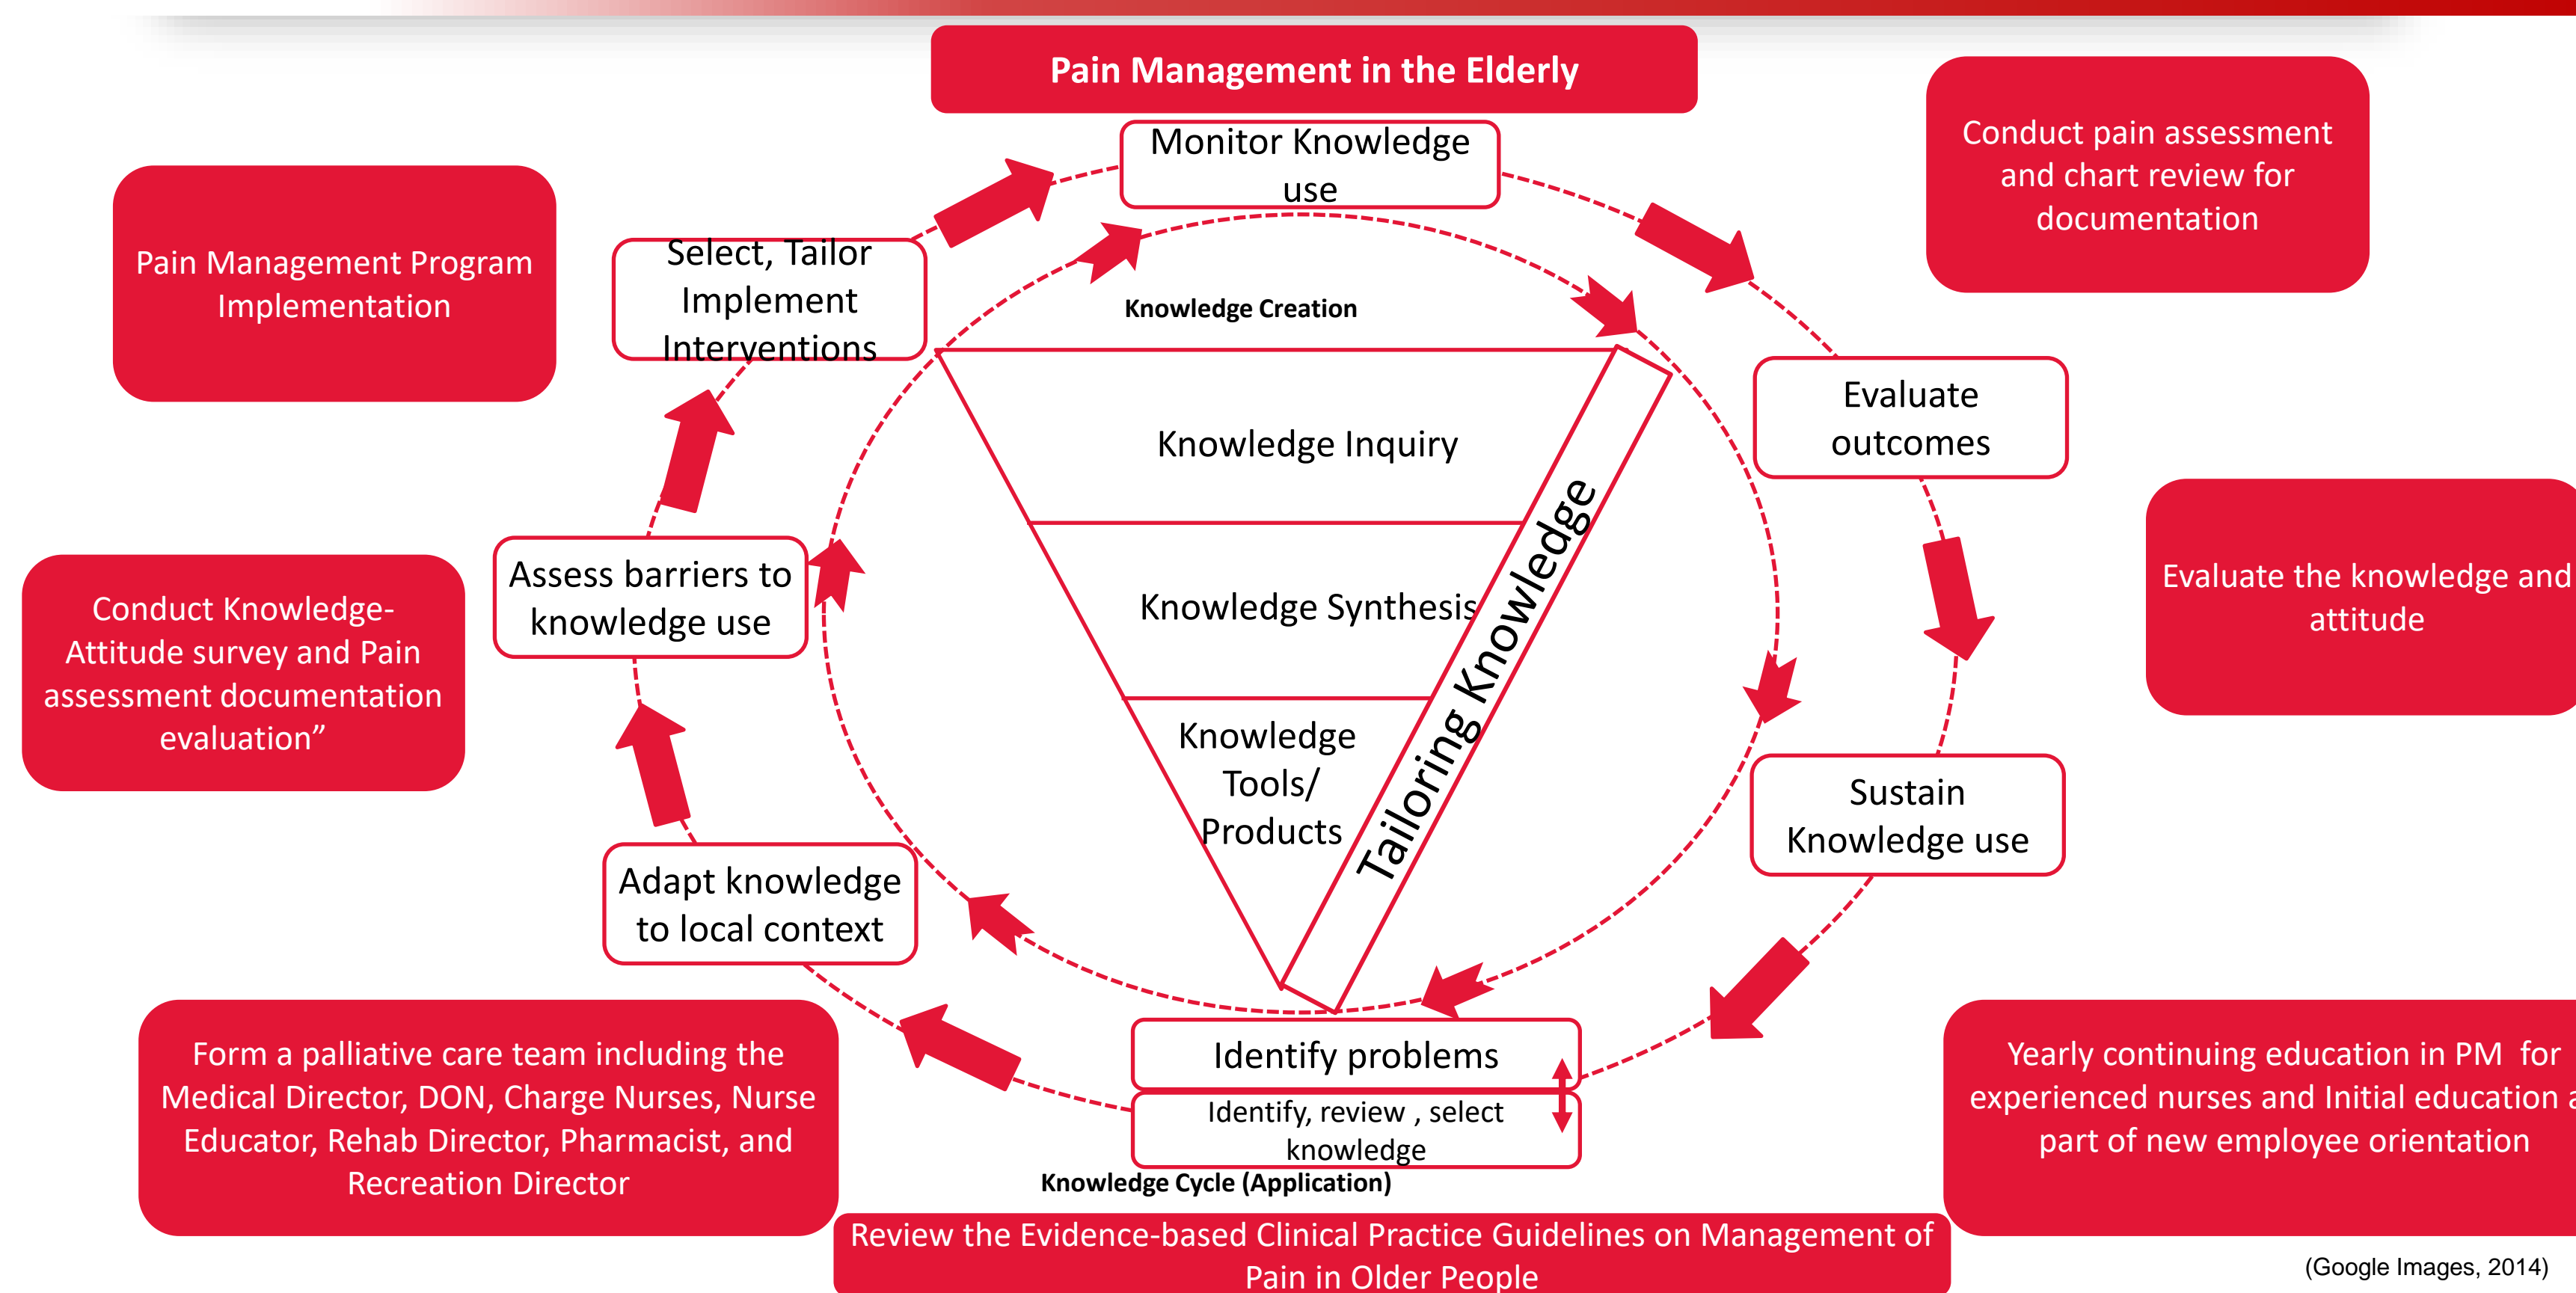 Pain Management in the Elderly
Monitor Knowledge
use
Conduct pain assessment
and chart review for
documentation
Pain Management Program
Implementation
Select, Tailor
Implement
Interventions
Knowledge Creation
Evaluate
outcomes
Knowledge Inquiry
Assess barriers to
knowledge use
Evaluate the knowledge and
attitude
Conduct Knowledge-
Attitude survey and Pain
assessment documentation
evaluation”
Knowledge Synthesis
Tailoring Knowledge
Knowledge
Tools/
Products
Sustain
Knowledge use
Adapt knowledge
to local context
Form a palliative care team including the
Medical Director, DON, Charge Nurses, Nurse
Educator, Rehab Director, Pharmacist, and
Recreation Director
Identify problems
Identify, review , select
knowledge
Knowledge Cycle (Application)
Yearly continuing education in PM for
experienced nurses and Initial education
part of new employee orientation
Review the Evidence-based Clinical Practice Guidelines on Management of
Pain in Older People
(Google Images, 2014)